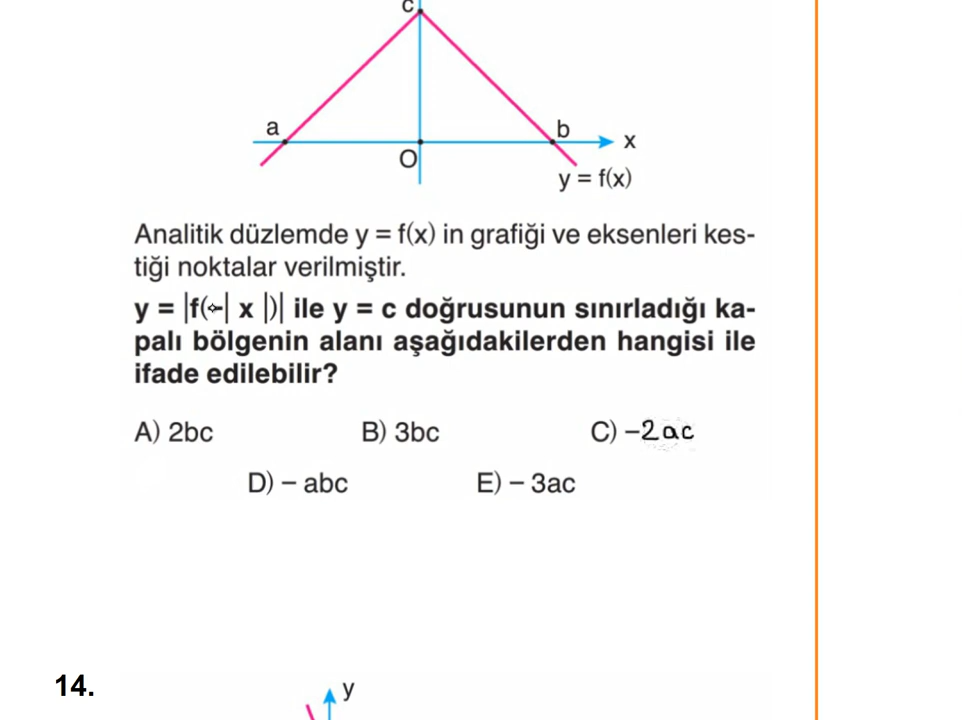 c
a
b
x
O
y = f(x)
Analitik düzlemde y = f(x) in grafiği ve eksenleri kes-
tiği noktalar verilmiştir.
y = |f(-| x |)| ile y = c doğrusunun sınırladığı ka-
palı bölgenin alanı aşağıdakilerden hangisi ile
ifade edilebilir?
A) 2bc B) 3bc C) –2ac
D) – abc E) – 3ac
14.
y